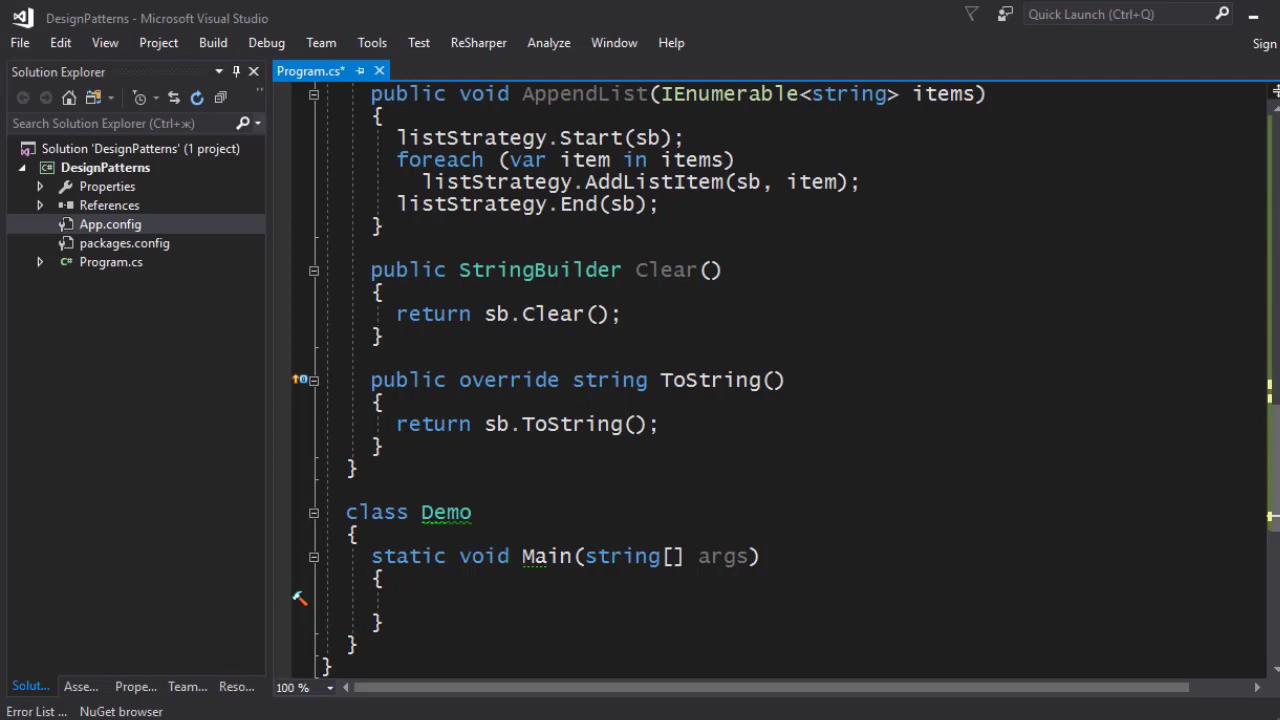 DesignPatterns - Microsoft Visual Studio
Quick Launch (Ctrl+Q)
File Edit View Project Build Debug Team Tools Test ReSharper Analyze Window Help
Sign
Solution Explorer
Program.cs*
Search Solution Explorer (Ctrl+ж)
Solution 'DesignPatterns' (1 project)
DesignPatterns
Properties
References
App.config
packages.config
Program.cs
public void AppendList(IEnumerable<string> items)
{
listStrategy.Start(sb);
foreach (var item in items)
listStrategy.AddListItem(sb, item);
listStrategy.End(sb);
}
public StringBuilder Clear()
{
return sb.Clear();
}
public override string ToString()
{
return sb.ToString();
}
}
class Demo
{
static void Main(string[] args)
{
}
}
}
Solut... Asse... Prope... Team... Reso...
100 %
Error List ... NuGet browser